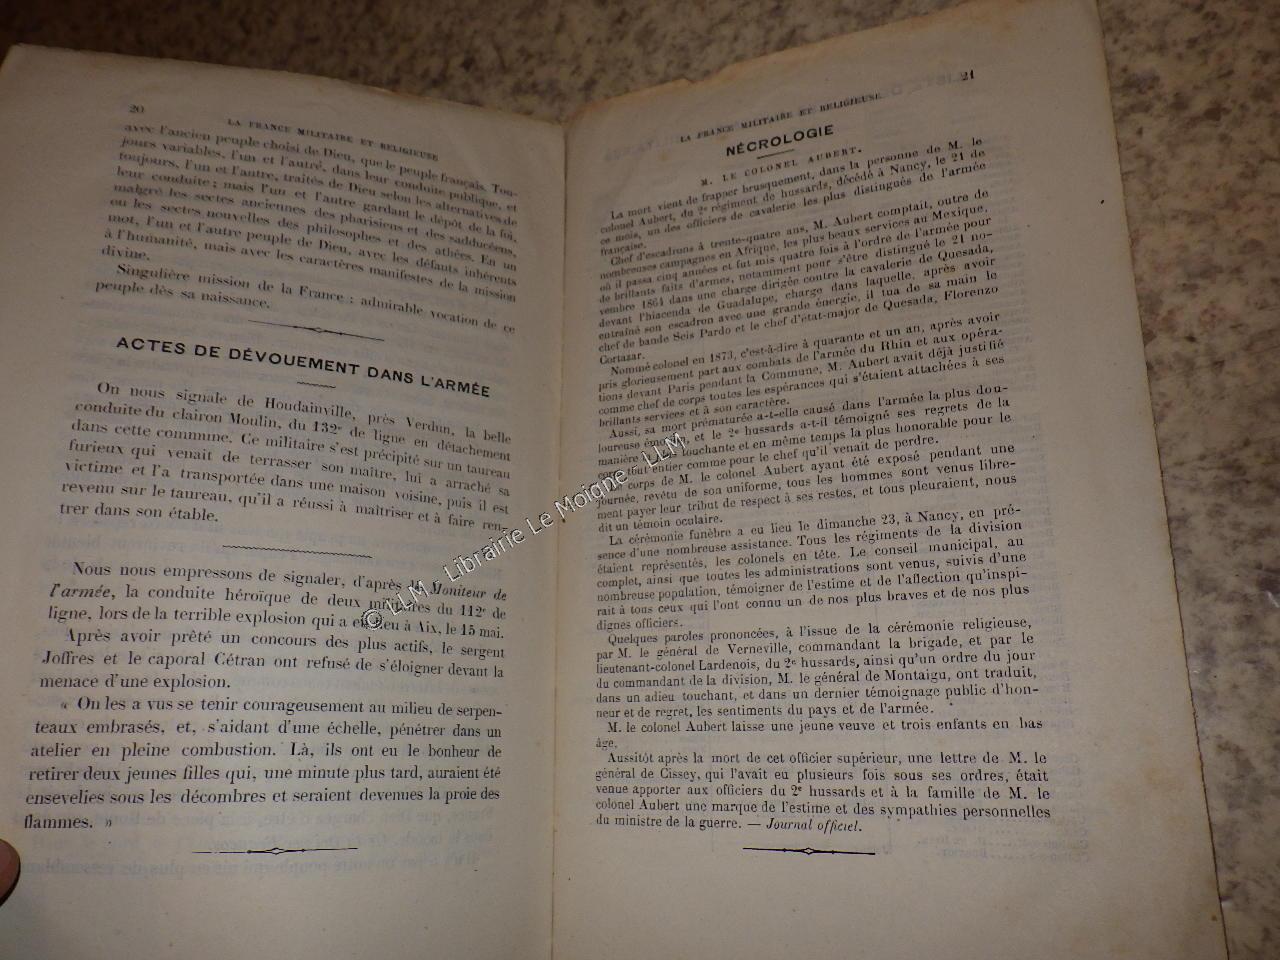 20
LA FRANCE MILITAIRE ET RELIGIEUSE
avec l'ancien peuple choisi de Dieu, que le peuple français. Tou-
jours variables, l'un et l'autre, dans leur conduite publique, et
toujours, l'un et l'autre, traités de Dieu selon les alternatives de
leur conduite ; mais l'un et l'autre gardant le dépôt de la foi,
malgré les sectes anciennes des pharisiens et des sadducéens,
ou les sectes nouvelles des philosophes et des athées. En un
mot, l'un et l'autre peuple de Dieu, avec les défauts inhérents
à l'humanité, mais avec les caractères manifestes de la mission
divine.
Singulière mission de la France : admirable vocation de ce
peuple dès sa naissance.
ACTES DE DÉVOUEMENT DANS L'ARMÉE
On nous signale de Houdainville, près Verdun, la belle
conduite du clairon Moulin, du 132e de ligne en détachement
dans cette commune. Ce militaire s'est précipité sur un taureau
furieux qui venait de terrasser son maître, lui a arraché sa
victime et l'a transportée dans une maison voisine, puis il est
revenu sur le taureau, qu'il a réussi à maîtriser et à faire ren-
trer dans son étable.
Nous nous empressons de signaler, d'après le Moniteur de
l'armée, la conduite héroïque de deux militaires du 112e de
ligne, lors de la terrible explosion qui a eu lieu à Aix, le 15 mai.
Après avoir prêté un concours des plus actifs, le sergent
Joffres et le caporal Cétran ont refusé de s'éloigner devant la
menace d'une explosion.
« On les a vus se tenir courageusement au milieu de serpen-
teaux embrasés, et, s'aidant d'une échelle, pénétrer dans un
atelier en pleine combustion. Là, ils ont eu le bonheur de
retirer deux jeunes filles qui, une minute plus tard, auraient été
ensevelies sous les décombres et seraient devenues la proie des
flammes. »
21
LA FRANCE MILITAIRE ET RELIGIEUSE
NÉCROLOGIE
M. LE COLONEL AUBERT.
La mort vient de frapper brusquement, dans la personne de M. le
colonel Aubert, du 2e régiment de hussards, décédé à Nancy, le 21 de
ce mois, un des officiers de cavalerie les plus distingués de l'armée
française.
Chef d'escadrons à trente-quatre ans, M. Aubert comptait, outre de
nombreuses campagnes en Afrique, les plus beaux services au Mexique,
où il passa cinq années et fut mis quatre fois à l'ordre de l'armée pour
de brillants faits d'armes, notamment pour s'être distingué le 21 no-
vembre 1864 dans une charge dirigée contre la cavalerie de Quesada,
devant l'hiacenda de Guadalupe, charge dans laquelle, après avoir
entraîné son escadron avec une grande énergie, il tua de sa main le
chef de bande Seis Pardo et le chef d'état-major de Quesada, Florenzo
Cortazar.
Nommé colonel en 1873, c'est-à-dire à quarante et un an, après avoir
pris glorieusement part aux combats de l'armée du Rhin et aux opéra-
tions devant Paris pendant la Commune, M. Aubert avait déjà justifié
comme chef de corps toutes les espérances qui s'étaient attachées à ses
brillants services et à son caractère.
Aussi, sa mort prématurée a-t-elle causé dans l'armée la plus dou-
loureuse émotion, et le 2e hussards a-t-il témoigné ses regrets de la
manière la plus touchante et en même temps la plus honorable pour le
corps tout entier comme pour le chef qu'il venait de perdre.
Le corps de M. le colonel Aubert ayant été exposé pendant une
journée, revêtu de son uniforme, tous les hommes sont venus libre-
ment payer leur tribut de respect à ses restes, et tous pleuraient, nous
dit un témoin oculaire.
La cérémonie funèbre a eu lieu le dimanche 23, à Nancy, en pré-
sence d'une nombreuse assistance. Tous les régiments de la division
étaient représentés, les colonels en tête. Le conseil municipal, au
complet, ainsi que toutes les administrations sont venus, suivis d'une
nombreuse population, témoigner de l'estime et de l'affection qu'inspi-
rait à tous ceux qui l'ont connu un de nos plus braves et de nos plus
dignes officiers.
Quelques paroles prononcées, à l'issue de la cérémonie religieuse,
par M. le général de Verneville, commandant la brigade, et par le
lieutenant-colonel Lardenois, du 2e hussards, ainsi qu'un ordre du jour
du commandant de la division, M. le général de Montaigu, ont traduit,
dans un adieu touchant, et dans un dernier témoignage public d'hon-
neur et de regret, les sentiments du pays et de l'armée.
M. le colonel Aubert laisse une jeune veuve et trois enfants en bas
âge.
Aussitôt après la mort de cet officier supérieur, une lettre de M. le
général de Cissey, qui l'avait eu plusieurs fois sous ses ordres, était
venue apporter aux officiers du 2e hussards et à la famille de M. le
colonel Aubert une marque de l'estime et des sympathies personnelles
du ministre de la guerre. — Journal officiel.
© LLM - Librairie Le Moigne - LLM